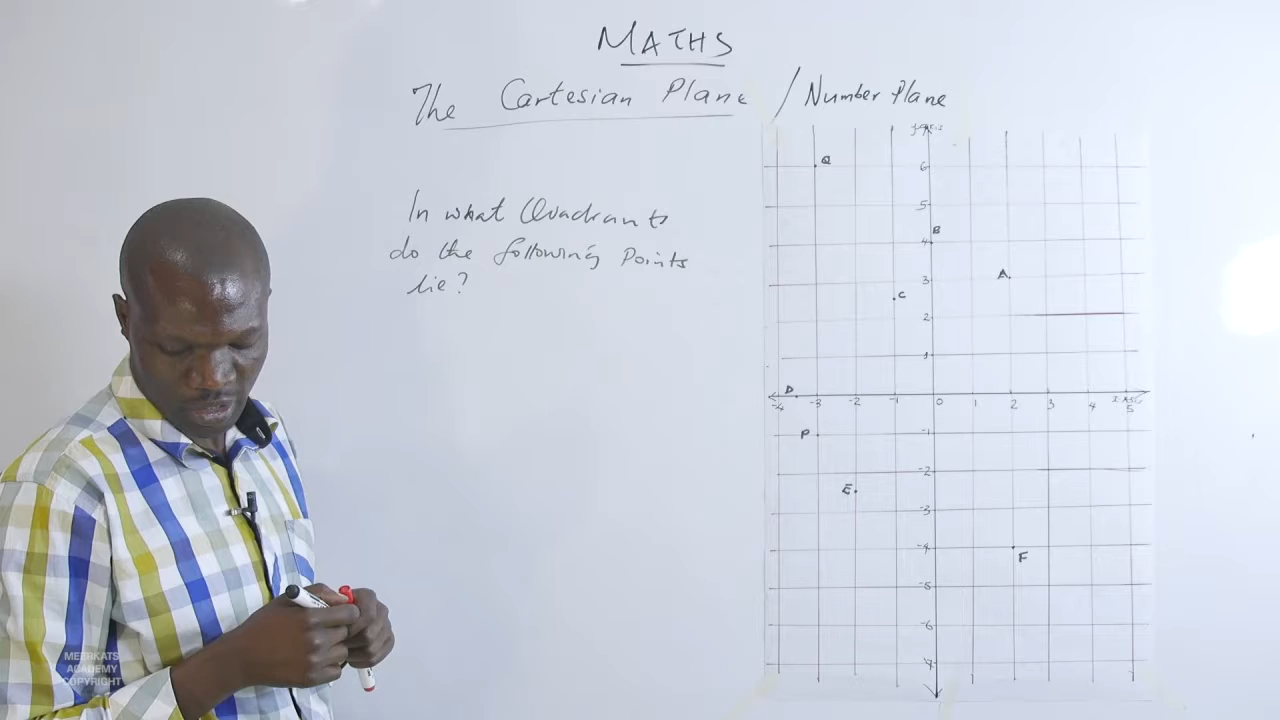 MATHS
The Cartesian Plane / Number Plane
In what Quadrants
do the following Points
lie?
Q
6
5
B
4
A
3
C
2
1
D
-4 -3 -2 -1 0 1 2 3 4 5
P
-1
-2
E
-3
-4
F
-5
-6
MEERKATS
ACADEMY
COPYRIGHT